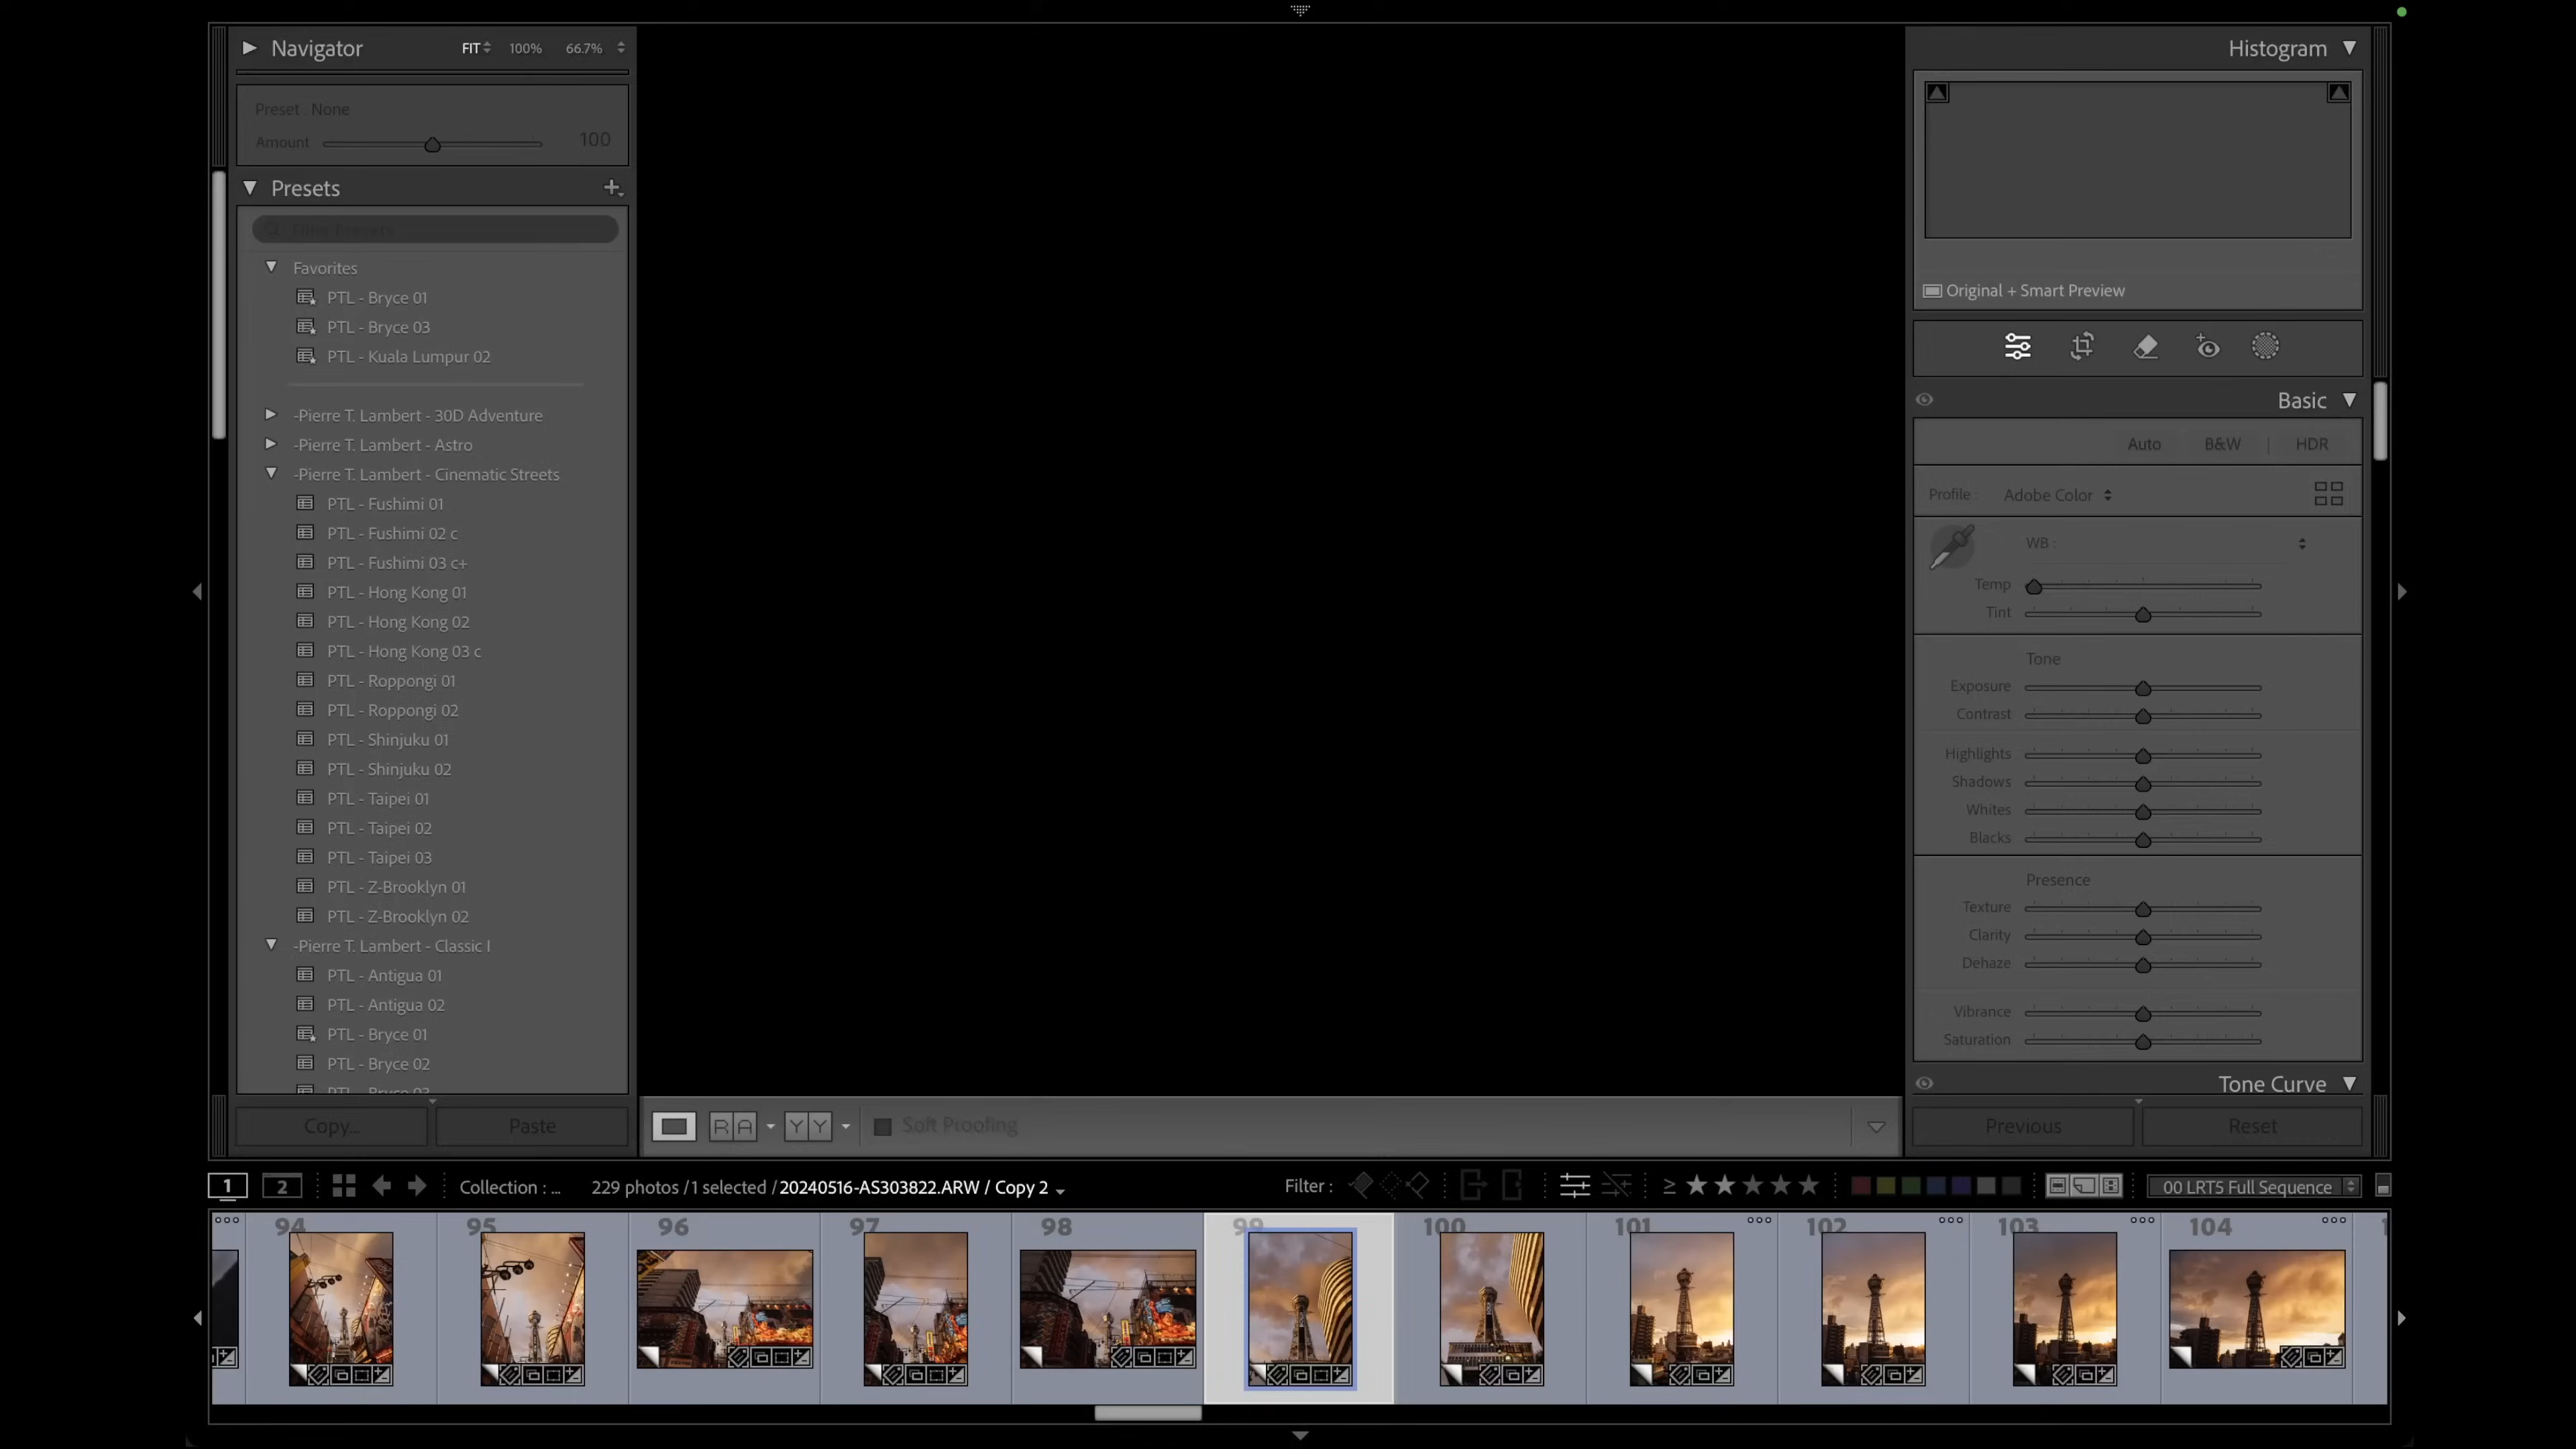 Navigator FIT 100% 66.7%
Preset : None
Amount 100
Presets
Filter Presets
Favorites
PTL - Bryce 01
PTL - Bryce 03
PTL - Kuala Lumpur 02
-Pierre T. Lambert - 30D Adventure
-Pierre T. Lambert - Astro
-Pierre T. Lambert - Cinematic Streets
PTL - Fushimi 01
PTL - Fushimi 02 c
PTL - Fushimi 03 c+
PTL - Hong Kong 01
PTL - Hong Kong 02
PTL - Hong Kong 03 c
PTL - Roppongi 01
PTL - Roppongi 02
PTL - Shinjuku 01
PTL - Shinjuku 02
PTL - Taipei 01
PTL - Taipei 02
PTL - Taipei 03
PTL - Z-Brooklyn 01
PTL - Z-Brooklyn 02
-Pierre T. Lambert - Classic I
PTL - Antigua 01
PTL - Antigua 02
PTL - Bryce 01
PTL - Bryce 02
PTL - Bryce 03
Copy... Paste
R A Y Y Soft Proofing
Histogram
Original + Smart Preview
Basic
Auto B&W | HDR
Profile : Adobe Color
WB :
Temp
Tint
Tone
Exposure
Contrast
Highlights
Shadows
Whites
Blacks
Presence
Texture
Clarity
Dehaze
Vibrance
Saturation
Tone Curve
Previous Reset
1 2 Collection : ... 229 photos /1 selected /20240516-AS303822.ARW / Copy 2 Filter : ≥ ★★★★★ 00 LRT5 Full Sequence
94 95 96 97 98 99 100 101 102 103 104